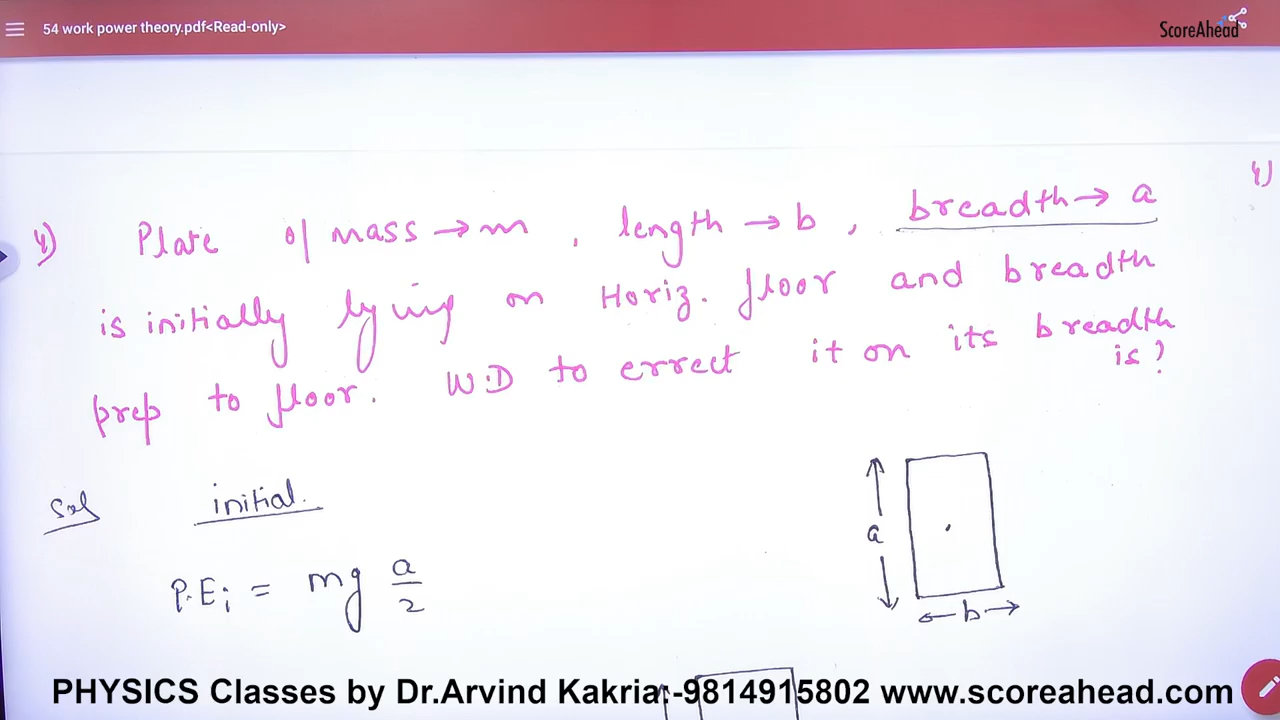 54 work power theory.pdf<Read-only>
ScoreAhead
4) Plate of mass → m , length → b , breadth → a
4)
is initially lying on Horiz. floor and breadth
prep to floor. W.D to errect it on its breadth
is?
Sol initial.
a
P.Ei = mg a/2
b
PHYSICS Classes by Dr.Arvind Kakria:-9814915802 www.scoreahead.com